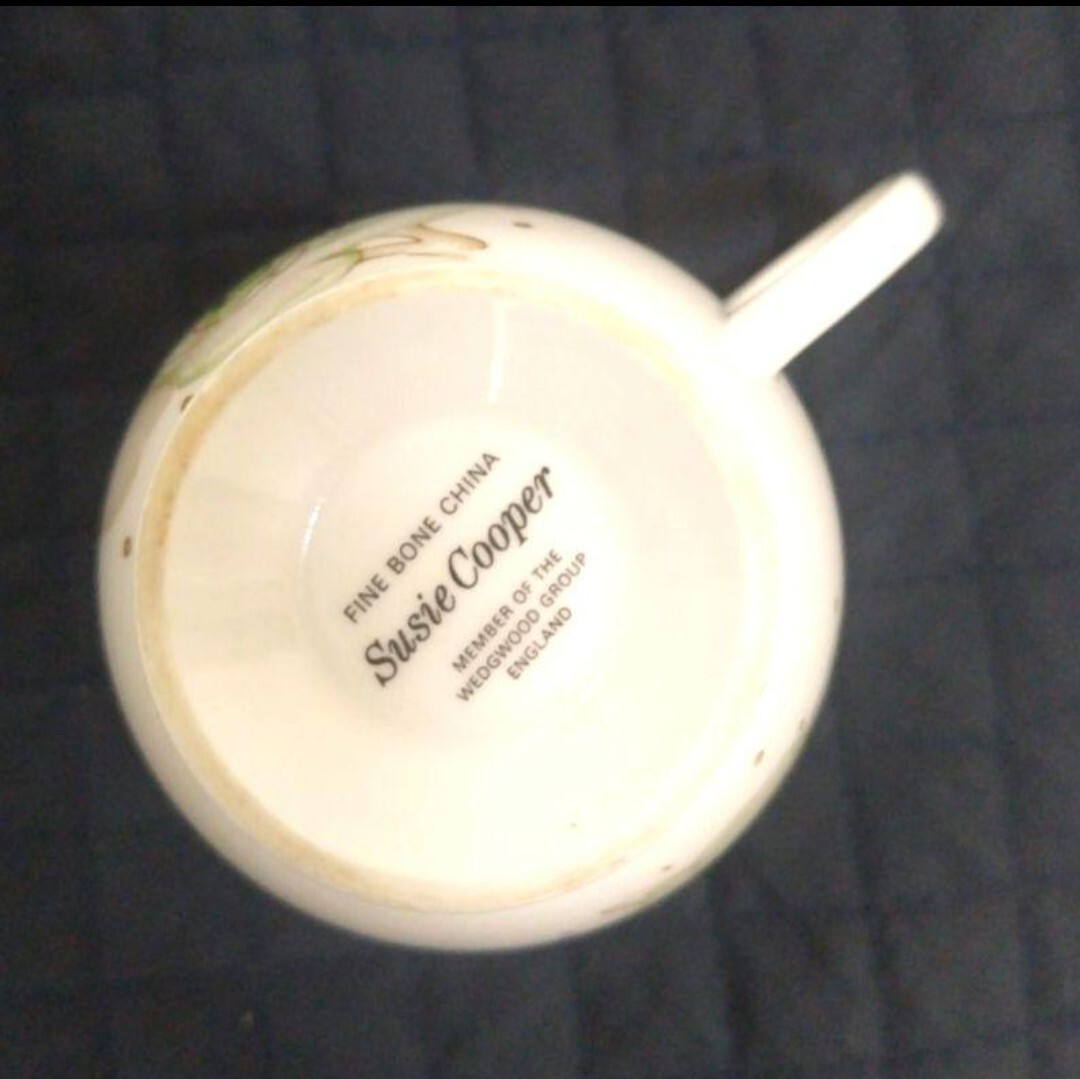 FINE BONE CHINA
Susie Cooper
MEMBER OF THE
WEDGWOOD GROUP
ENGLAND